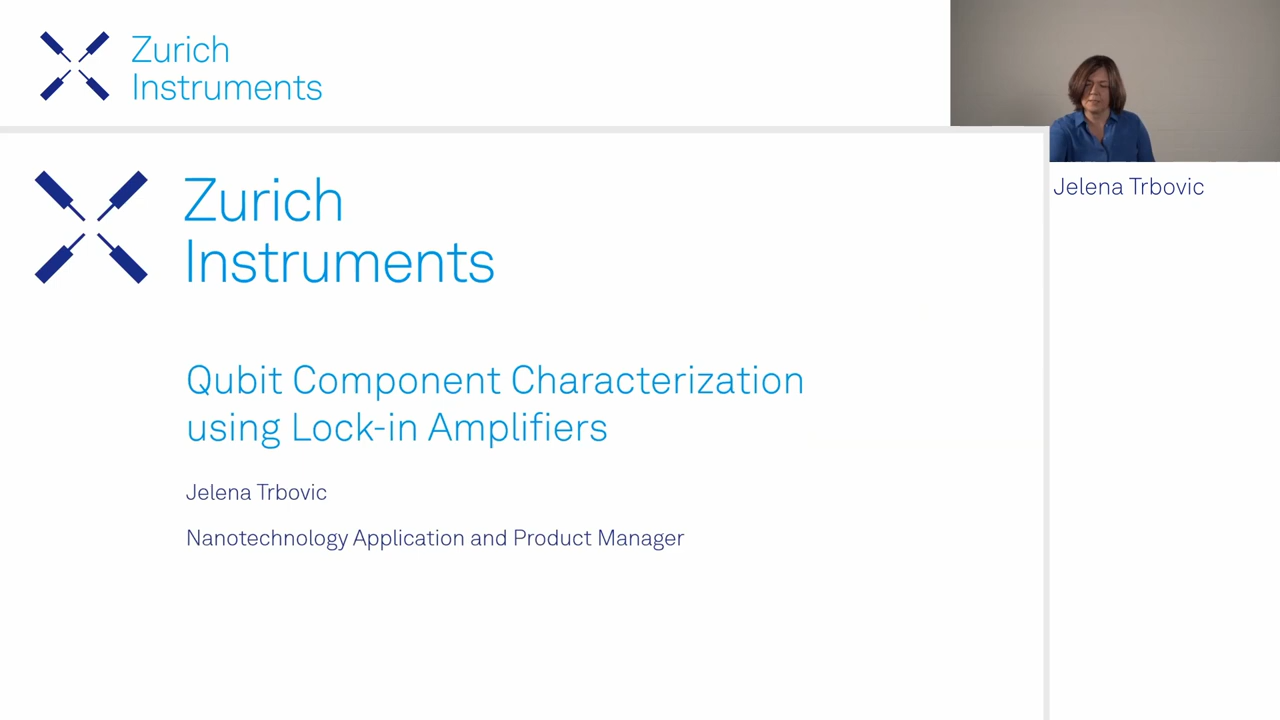 Zurich
Instruments
Jelena Trbovic
Zurich
Instruments
Qubit Component Characterization
using Lock-in Amplifiers
Jelena Trbovic
Nanotechnology Application and Product Manager